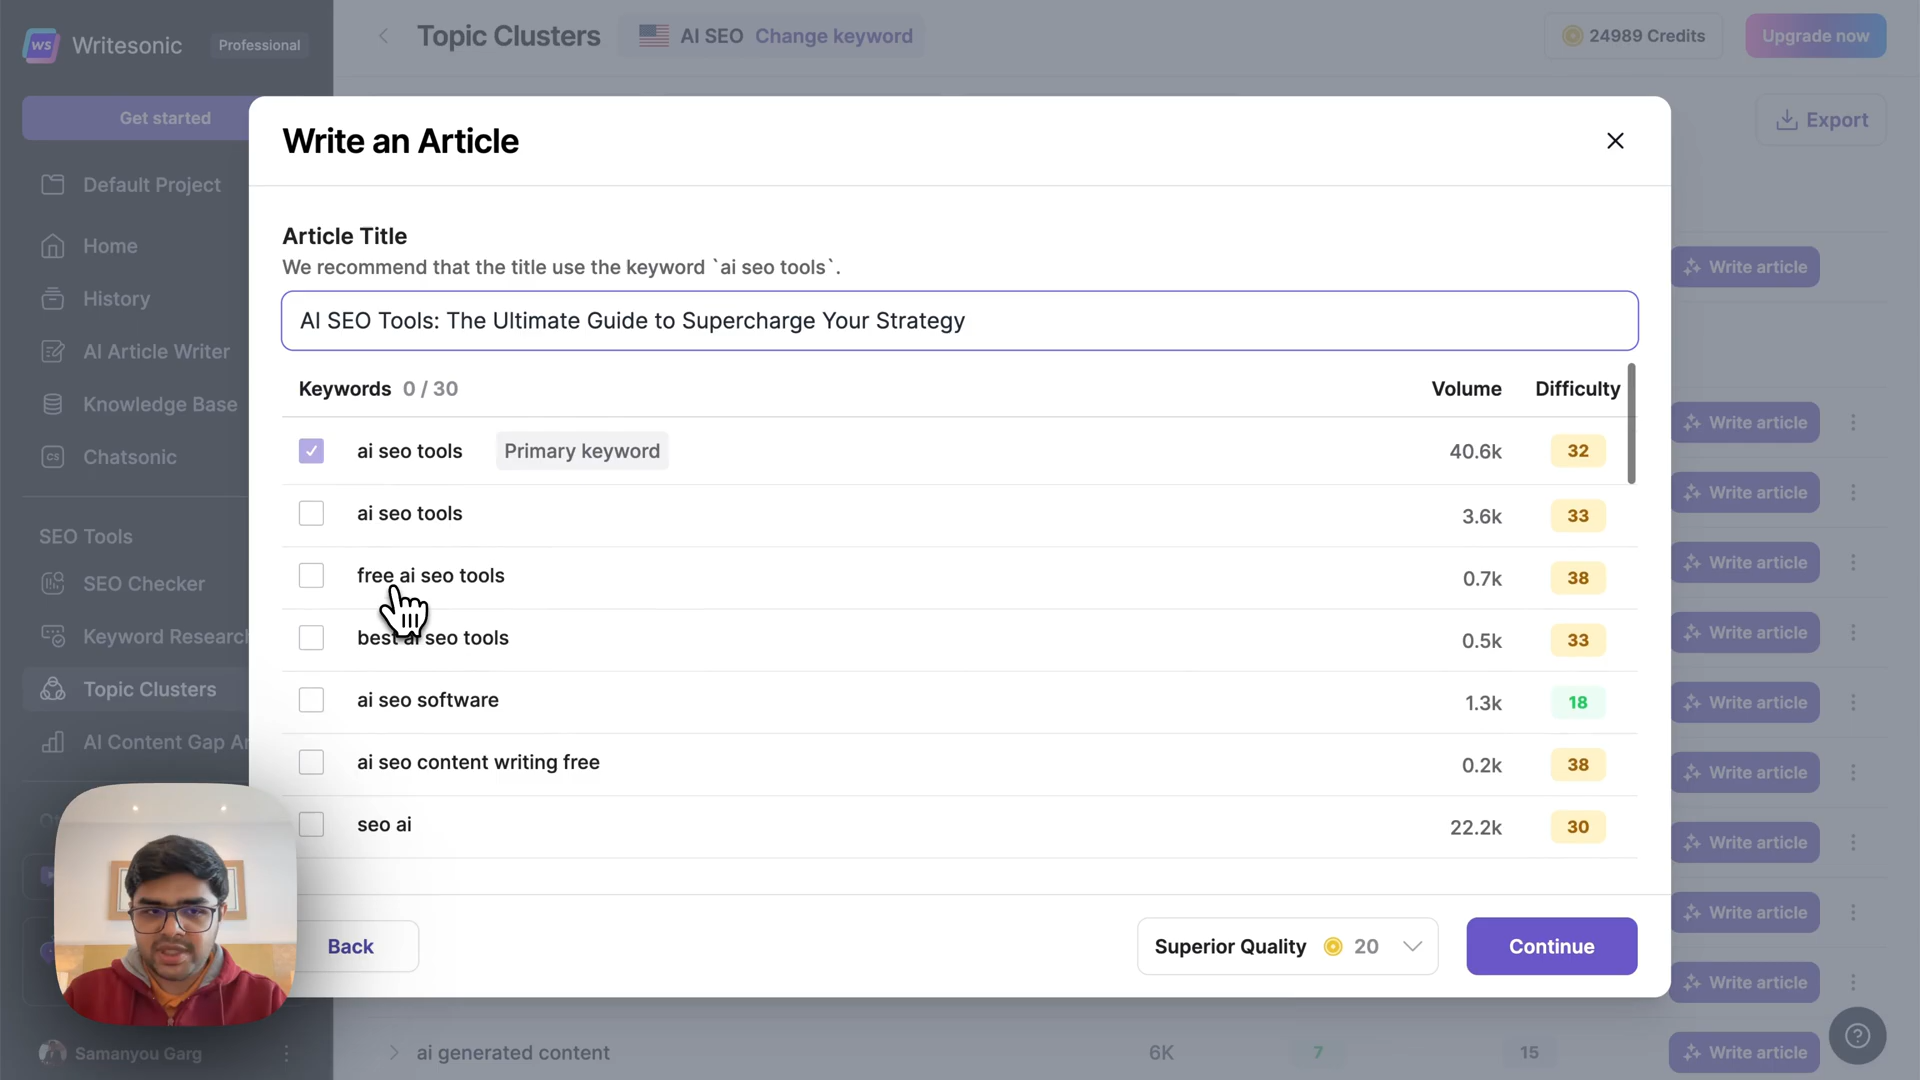 WS Writesonic Professional
Topic Clusters AI SEO Change keyword
24989 Credits Upgrade now
Get started
Export
Default Project
Home
History
AI Article Writer
Knowledge Base
CS Chatsonic
SEO Tools
SEO Checker
Keyword Research
Topic Clusters
AI Content Gap
Samanyou Garg
Write an Article
Article Title
We recommend that the title use the keyword `ai seo tools`.
AI SEO Tools: The Ultimate Guide to Supercharge Your Strategy
Keywords 0 / 30 Volume Difficulty
ai seo tools Primary keyword 40.6k 32
ai seo tools 3.6k 33
free ai seo tools 0.7k 38
best ai seo tools 0.5k 33
ai seo software 1.3k 18
ai seo content writing free 0.2k 38
seo ai 22.2k 30
Back Superior Quality 20 Continue
Write article
Write article
Write article
Write article
Write article
Write article
Write article
Write article
Write article
Write article
ai generated content 6K 7 15 Write article